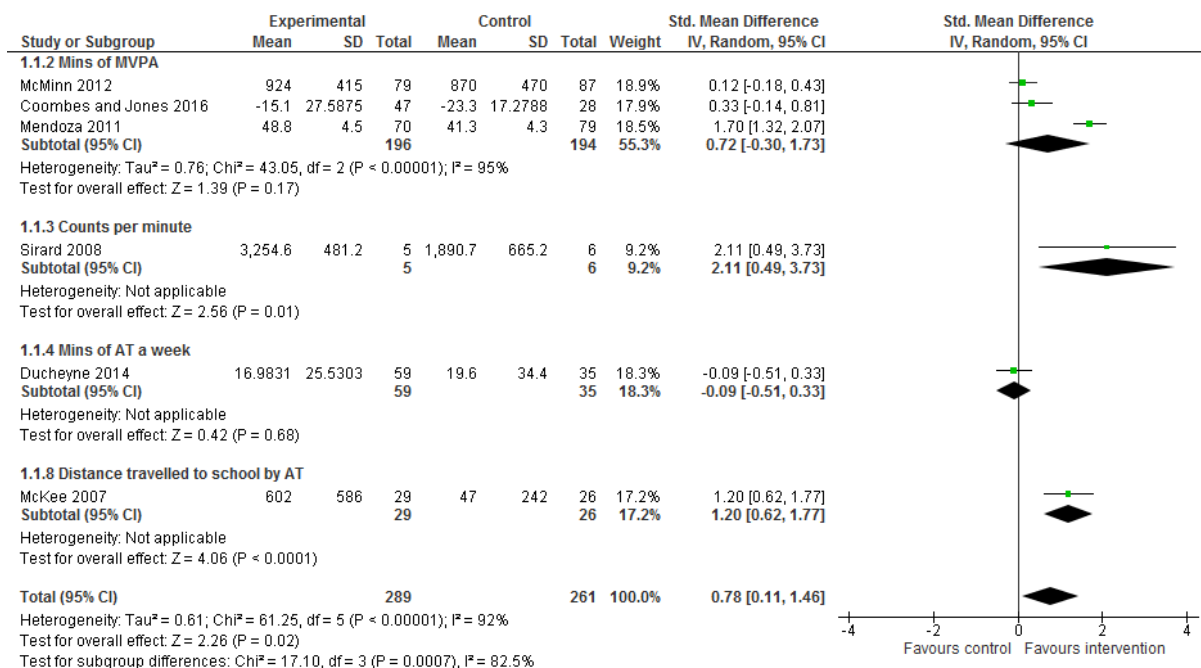 Experimental Control Std. Mean Difference Std. Mean Difference
Study or Subgroup Mean SD Total Mean SD Total Weight IV, Random, 95% CI IV, Random, 95% CI
1.1.2 Mins of MVPA
McMinn 2012 924 415 79 870 470 87 18.9% 0.12 [-0.18, 0.43]
Coombes and Jones 2016 -15.1 27.5875 47 -23.3 17.2788 28 17.9% 0.33 [-0.14, 0.81]
Mendoza 2011 48.8 4.5 70 41.3 4.3 79 18.5% 1.70 [1.32, 2.07]
Subtotal (95% CI) 196 194 55.3% 0.72 [-0.30, 1.73]
Heterogeneity: Tau² = 0.76; Chi² = 43.05, df = 2 (P < 0.00001); I² = 95%
Test for overall effect: Z = 1.39 (P = 0.17)
1.1.3 Counts per minute
Sirard 2008 3,254.6 481.2 5 1,890.7 665.2 6 9.2% 2.11 [0.49, 3.73]
Subtotal (95% CI) 5 6 9.2% 2.11 [0.49, 3.73]
Heterogeneity: Not applicable
Test for overall effect: Z = 2.56 (P = 0.01)
1.1.4 Mins of AT a week
Ducheyne 2014 16.9831 25.5303 59 19.6 34.4 35 18.3% -0.09 [-0.51, 0.33]
Subtotal (95% CI) 59 35 18.3% -0.09 [-0.51, 0.33]
Heterogeneity: Not applicable
Test for overall effect: Z = 0.42 (P = 0.68)
1.1.8 Distance travelled to school by AT
McKee 2007 602 586 29 47 242 26 17.2% 1.20 [0.62, 1.77]
Subtotal (95% CI) 29 26 17.2% 1.20 [0.62, 1.77]
Heterogeneity: Not applicable
Test for overall effect: Z = 4.06 (P < 0.0001)
Total (95% CI) 289 261 100.0% 0.78 [0.11, 1.46]
Heterogeneity: Tau² = 0.61; Chi² = 61.25, df = 5 (P < 0.00001); I² = 92%
Test for overall effect: Z = 2.26 (P = 0.02)
Test for subgroup differences: Chi² = 17.10, df = 3 (P = 0.0007), I² = 82.5%
-4 -2 0 2 4
Favours control Favours intervention